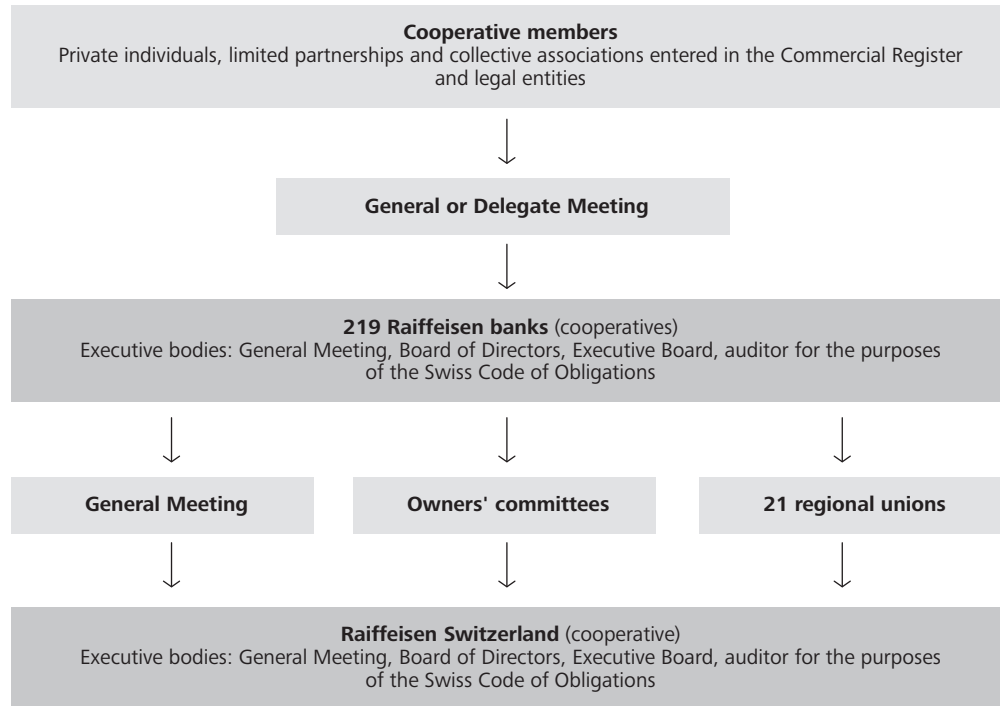 Cooperative members
Private individuals, limited partnerships and collective associations entered in the Commercial Register
and legal entities
General or Delegate Meeting
219 Raiffeisen banks (cooperatives)
Executive bodies: General Meeting, Board of Directors, Executive Board, auditor for the purposes
of the Swiss Code of Obligations
General Meeting
Owners' committees
21 regional unions
Raiffeisen Switzerland (cooperative)
Executive bodies: General Meeting, Board of Directors, Executive Board, auditor for the purposes
of the Swiss Code of Obligations